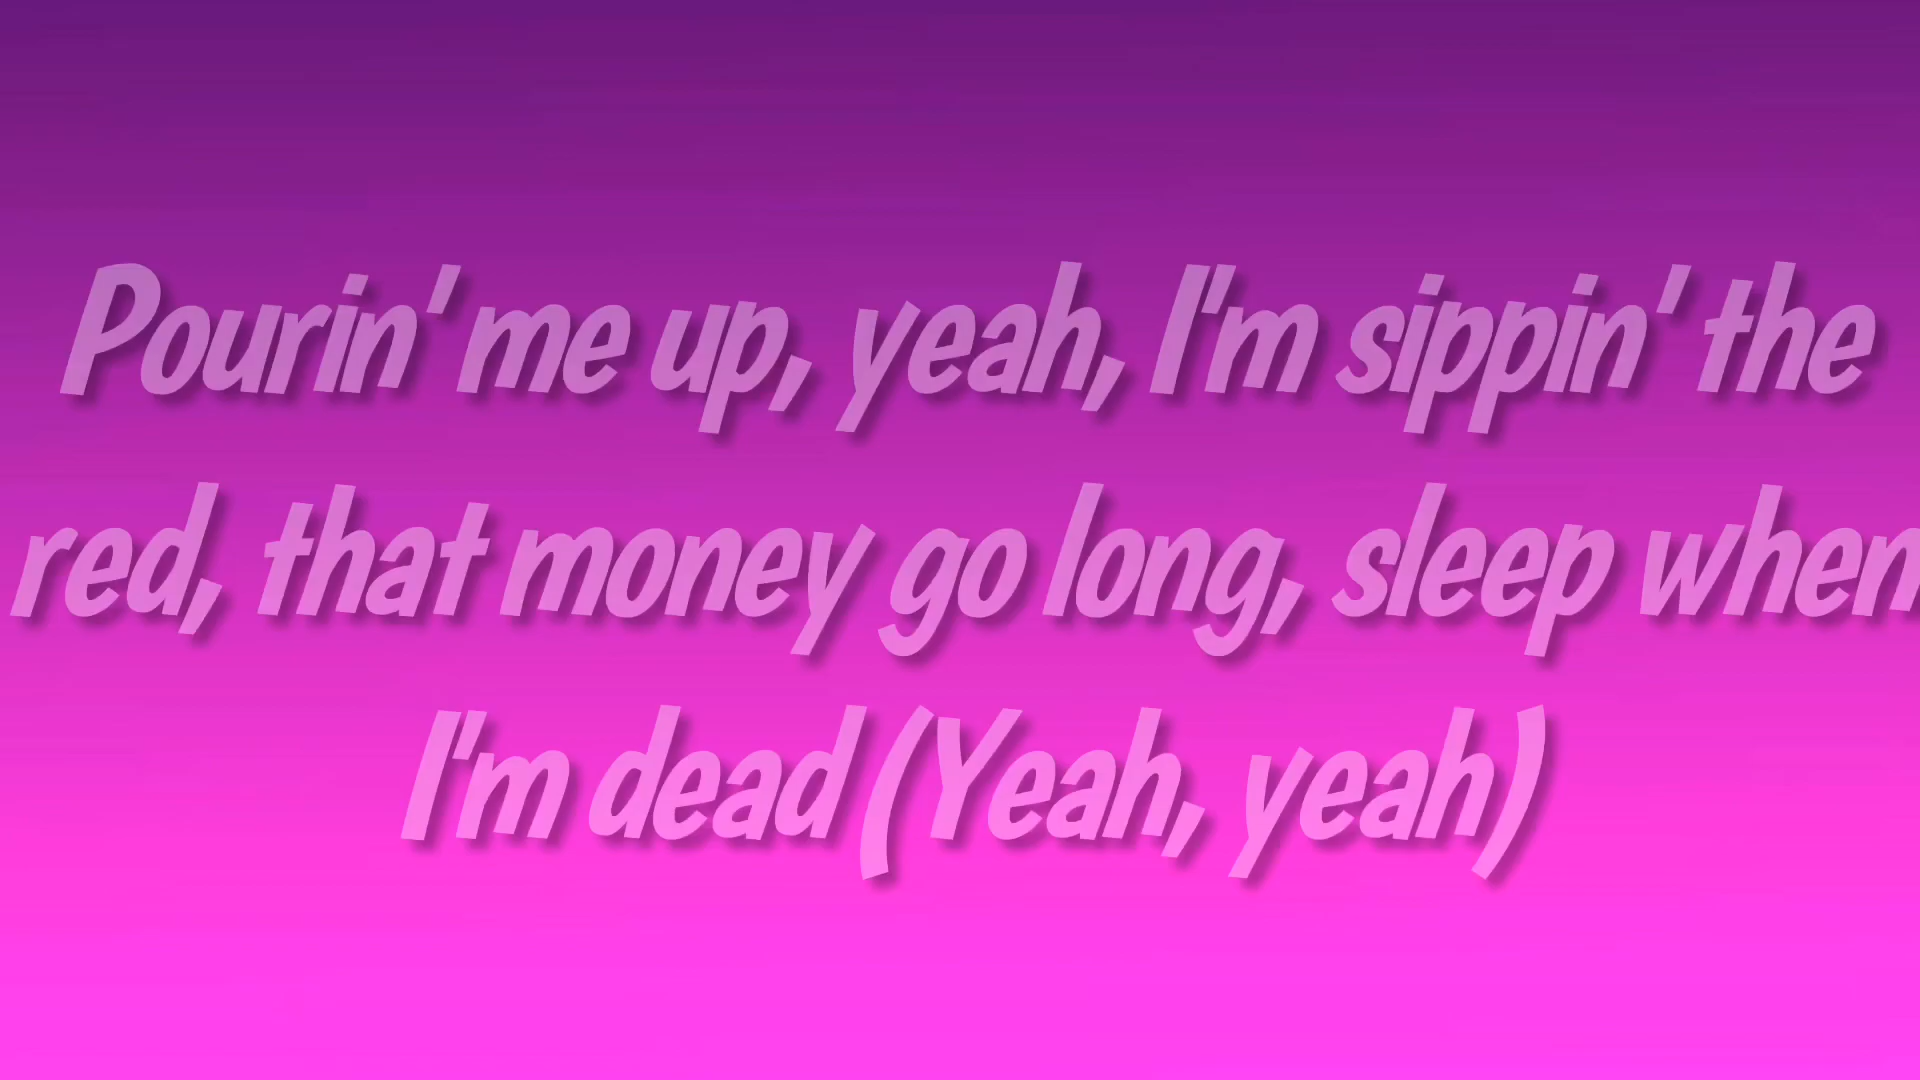 Pourin' me up, yeah, I'm sippin' the
red, that money go long, sleep when
I'm dead (Yeah, yeah)